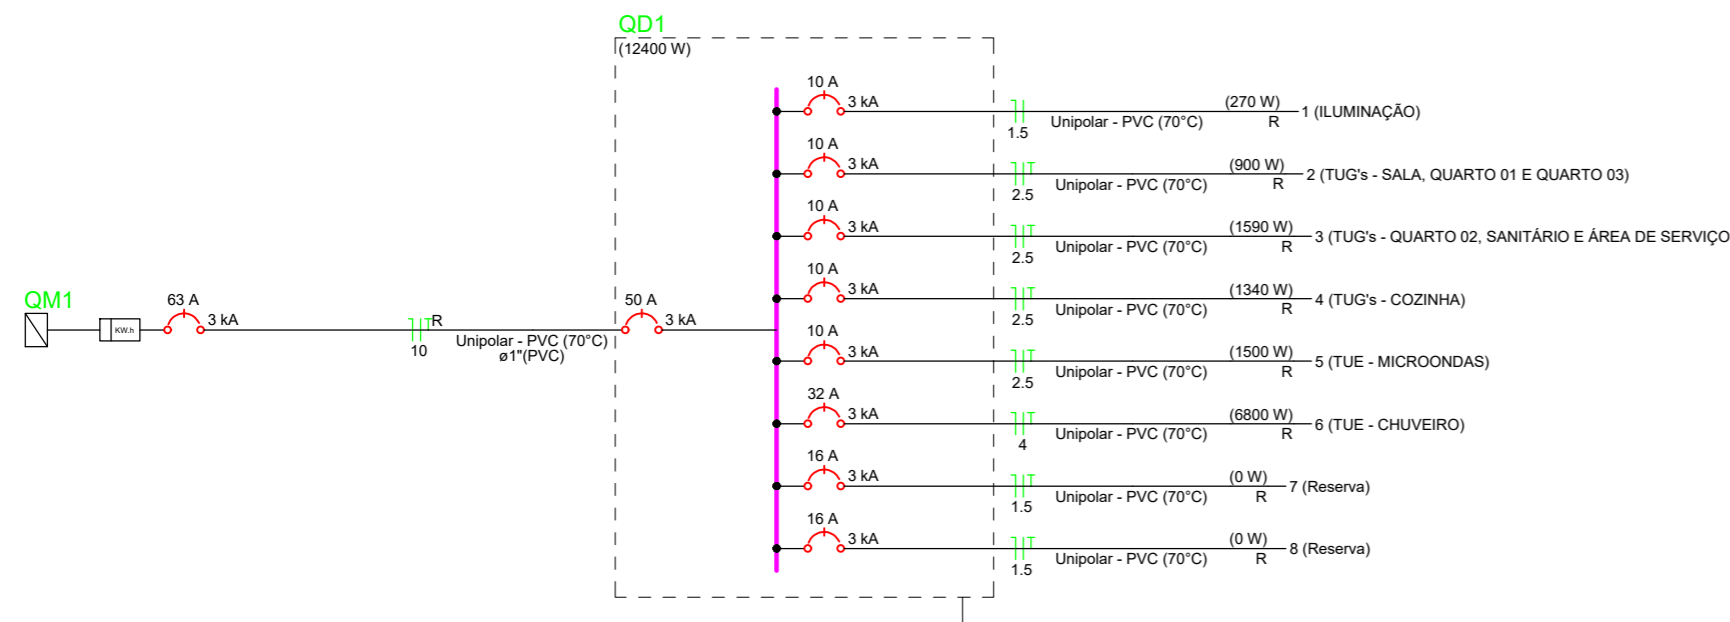 QD1
(12400 W)
10 A
3 kA
1.5
Unipolar - PVC (70°C)
(270 W)
R
1 (ILUMINAÇÃO)
10 A
3 kA
2.5
Unipolar - PVC (70°C)
(900 W)
R
2 (TUG's - SALA, QUARTO 01 E QUARTO 03)
10 A
3 kA
2.5
Unipolar - PVC (70°C)
(1590 W)
R
3 (TUG's - QUARTO 02, SANITÁRIO E ÁREA DE SERVIÇO
QM1
KW.h
63 A
3 kA
R
10
Unipolar - PVC (70°C)
ø1"(PVC)
50 A
3 kA
10 A
3 kA
2.5
Unipolar - PVC (70°C)
(1340 W)
R
4 (TUG's - COZINHA)
10 A
3 kA
2.5
Unipolar - PVC (70°C)
(1500 W)
R
5 (TUE - MICROONDAS)
32 A
3 kA
4
Unipolar - PVC (70°C)
(6800 W)
R
6 (TUE - CHUVEIRO)
16 A
3 kA
1.5
Unipolar - PVC (70°C)
(0 W)
R
7 (Reserva)
16 A
3 kA
1.5
Unipolar - PVC (70°C)
(0 W)
R
8 (Reserva)